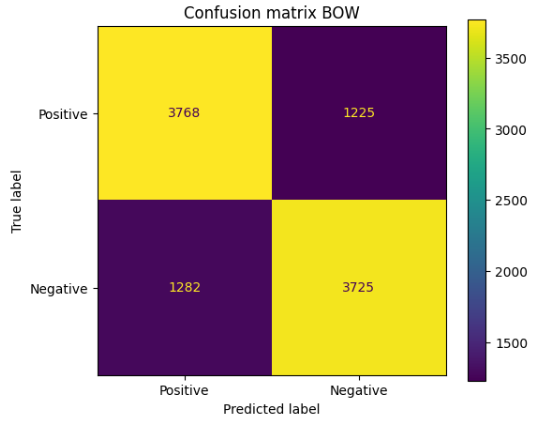 Confusion matrix BOW
3500
Positive 3768 1225
3000
True label
2500
2000
Negative 1282 3725
1500
Positive Negative
Predicted label